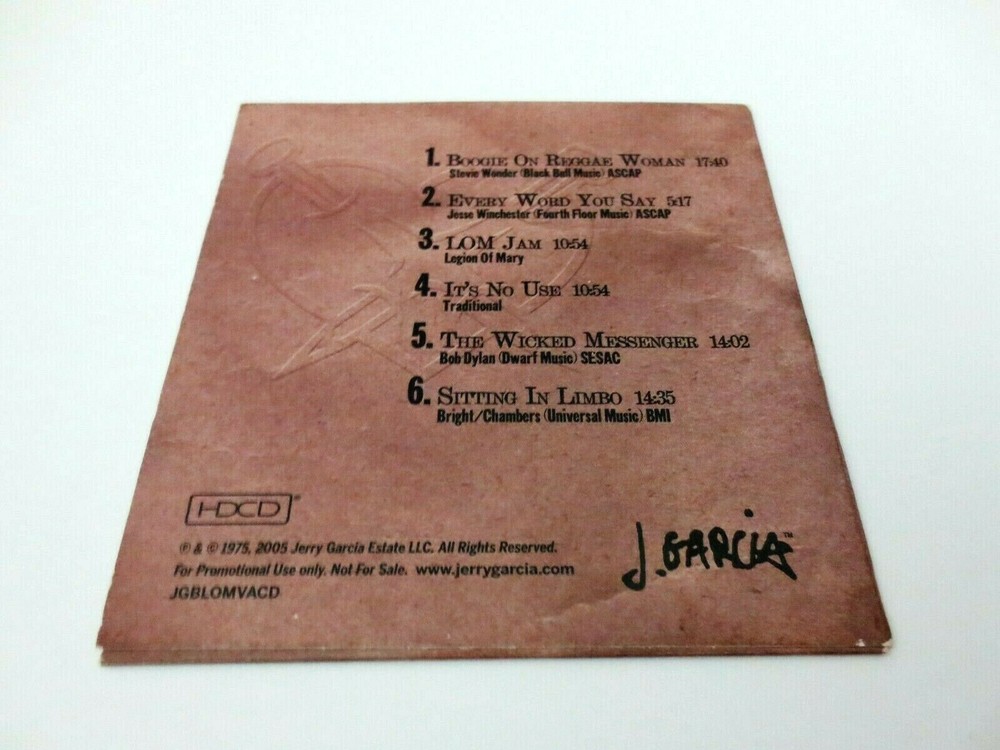 1. Boogie On Reggae Woman 17:40
Stevie Wonder (Black Bull Music) ASCAP
2. Every Word You Say 5:17
Jesse Winchester (Fourth Floor Music) ASCAP
3. LOM Jam 10:54
Legion Of Mary
4. It's No Use 10:54
Traditional
5. The Wicked Messenger 14:02
Bob Dylan (Dwarf Music) SESAC
6. Sitting In Limbo 14:35
Bright/Chambers (Universal Music) BMI
HDCD®
℗ & © 1975, 2005 Jerry Garcia Estate LLC. All Rights Reserved.
For Promotional Use only. Not For Sale. www.jerrygarcia.com
JGBLOMVACD
J. GARCIA™